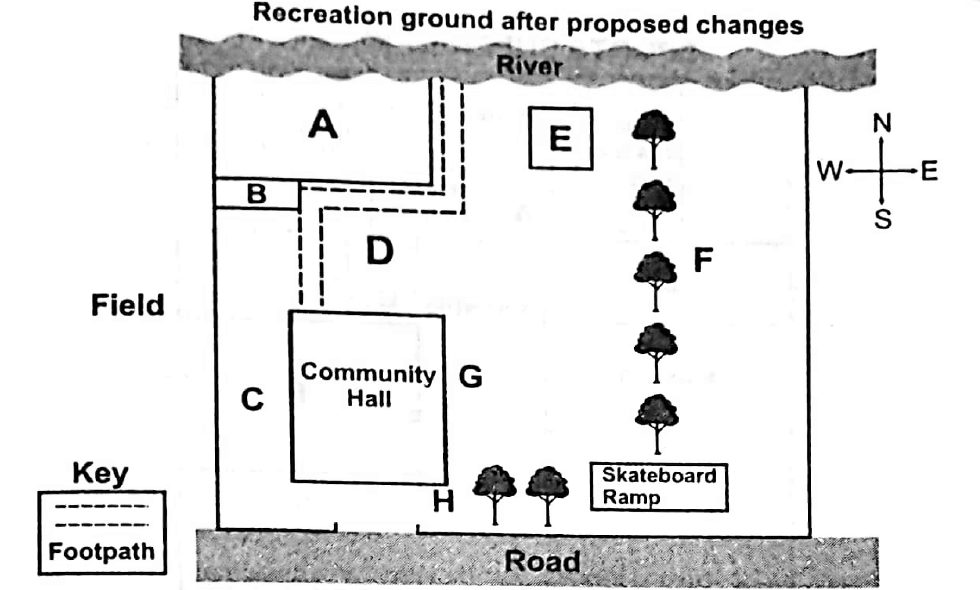 Recreation ground after proposed changes
River
A
E
N
W
E
S
B
D
F
Field
Community
Hall
G
C
Key
Skateboard
Ramp
H
Footpath
Road